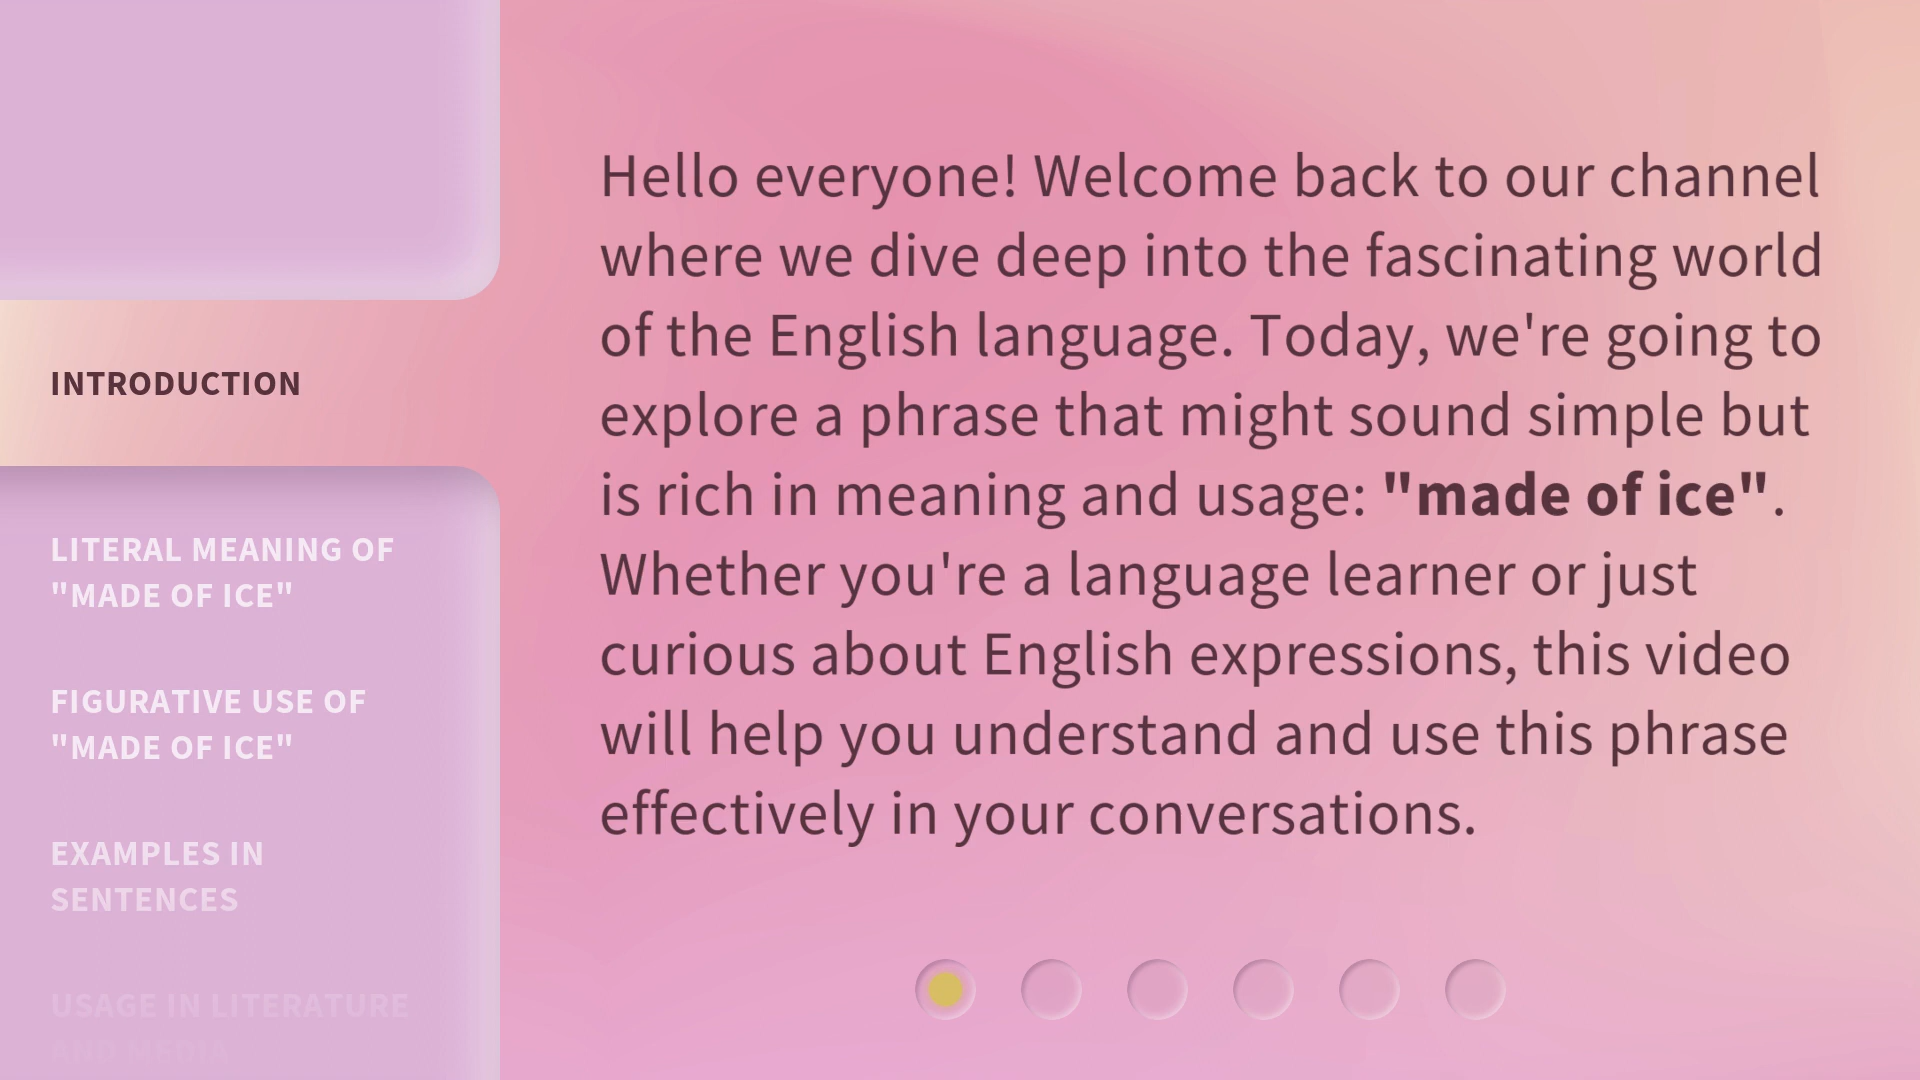 INTRODUCTION
LITERAL MEANING OF
"MADE OF ICE"
FIGURATIVE USE OF
"MADE OF ICE"
EXAMPLES IN
SENTENCES
USAGE IN LITERATURE
AND MEDIA
Hello everyone! Welcome back to our channel
where we dive deep into the fascinating world
of the English language. Today, we're going to
explore a phrase that might sound simple but
is rich in meaning and usage: "made of ice".
Whether you're a language learner or just
curious about English expressions, this video
will help you understand and use this phrase
effectively in your conversations.